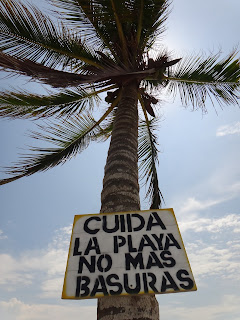 CUIDA
LA PLAYA
NO MAS
BASURAS